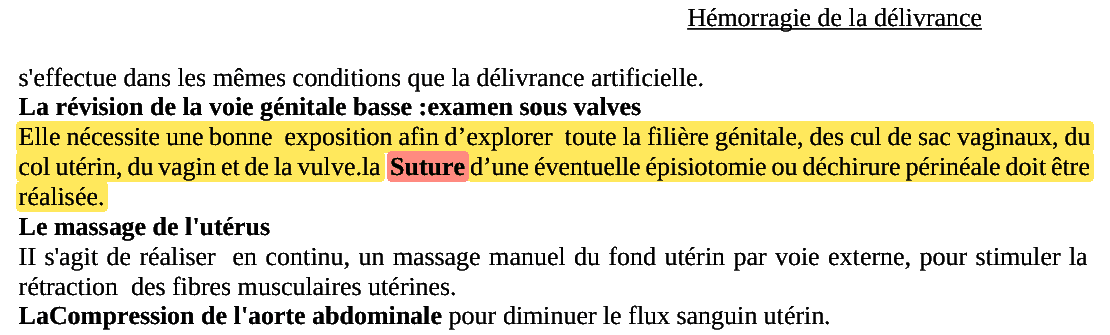 Hémorragie de la délivrance
s'effectue dans les mêmes conditions que la délivrance artificielle.
La révision de la voie génitale basse :examen sous valves
Elle nécessite une bonne exposition afin d’explorer toute la filière génitale, des cul de sac vaginaux, du
col utérin, du vagin et de la vulve.la Suture d’une éventuelle épisiotomie ou déchirure périnéale doit être
réalisée.
Le massage de l'utérus
II s'agit de réaliser en continu, un massage manuel du fond utérin par voie externe, pour stimuler la
rétraction des fibres musculaires utérines.
LaCompression de l'aorte abdominale pour diminuer le flux sanguin utérin.